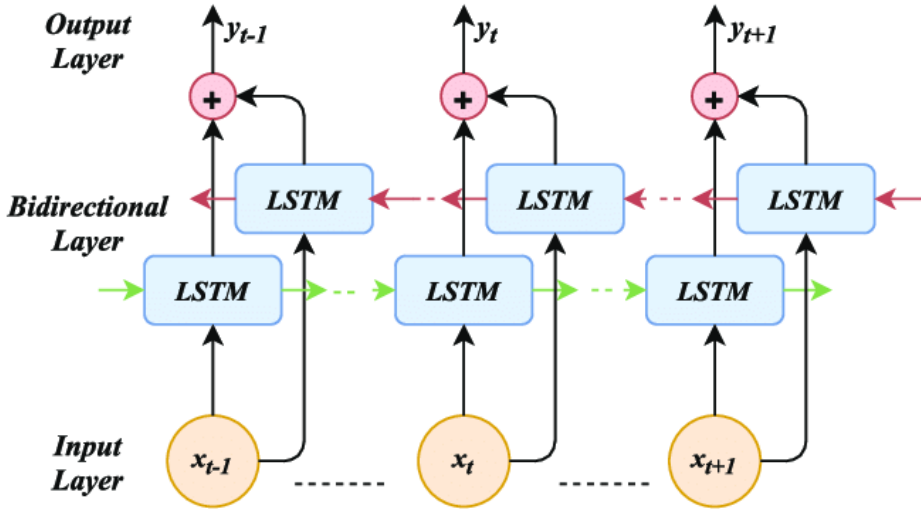 Output
Layer
y_{t-1}
y_t
y_{t+1}
+
+
+
Bidirectional
Layer
LSTM
LSTM
LSTM
LSTM
LSTM
LSTM
Input
Layer
x_{t-1}
x_t
x_{t+1}